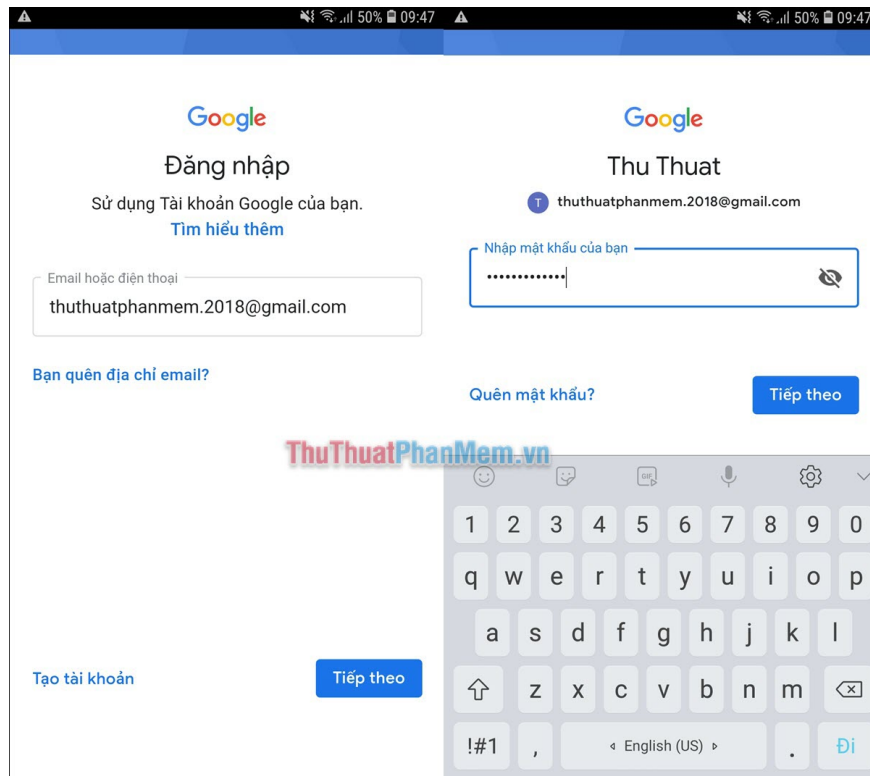 50% 09:47
Google
Đăng nhập
Sử dụng Tài khoản Google của bạn.
Tìm hiểu thêm
Email hoặc điện thoại
thuthuatphanmem.2018@gmail.com
Bạn quên địa chỉ email?
Tạo tài khoản
Tiếp theo
50% 09:47
Google
Thu Thuat
T thuthuatphanmem.2018@gmail.com
Nhập mật khẩu của bạn
•••••••••••••
Quên mật khẩu?
Tiếp theo
ThuThuatPhanMem.vn
GIF
1 2 3 4 5 6 7 8 9 0
q w e r t y u i o p
a s d f g h j k l
z x c v b n m
!#1 , English (US) . Đi